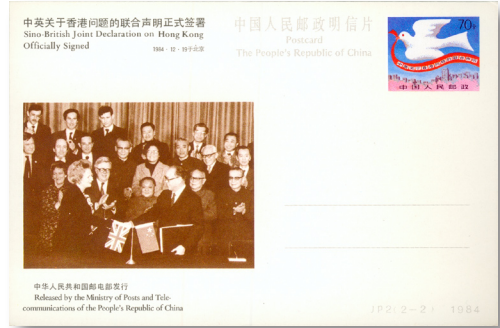 中英关于香港问题的联合声明正式签署
Sino-British Joint Declaration on Hong Kong
Officially Signed
1984·12·19于北京
中国人民邮政明信片
Postcard
The People's Republic of China
70分
中国人民邮政
中华人民共和国邮电部发行
Released by the Ministry of Posts and Tele-
communications of the People's Republic of China
JP2(2-2) 1984